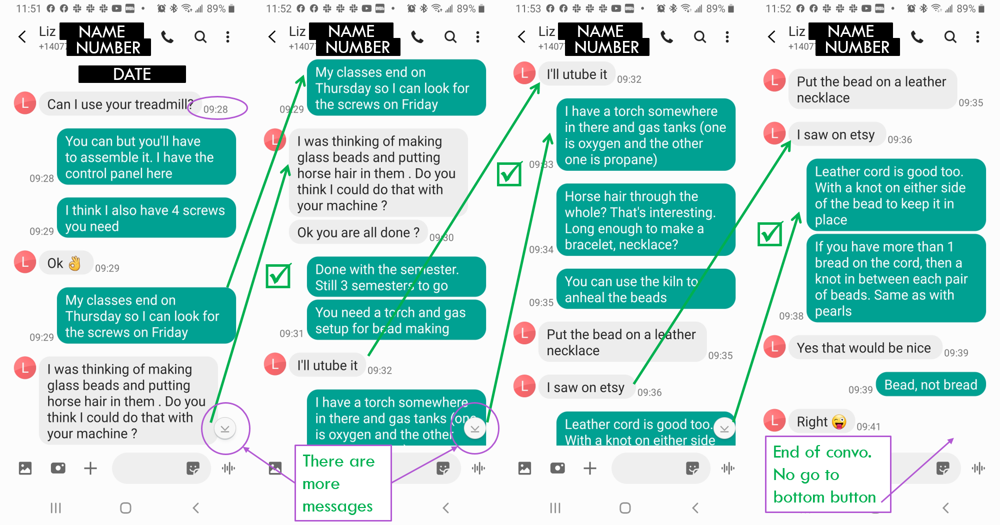 11:51
89%
Liz
NAME
+1407
NUMBER
DATE
Can I use your treadmill?
09:28
You can but you'll have
to assemble it. I have the
control panel here
09:28
I think I also have 4 screws
you need
09:29
Ok 👌
09:29
My classes end on
Thursday so I can look for
the screws on Friday
09:29
I was thinking of making
glass beads and putting
horse hair in them . Do you
think I could do that with
your machine ?
11:52
89%
Liz
NAME
+1407
NUMBER
My classes end on
Thursday so I can look for
the screws on Friday
09:29
I was thinking of making
glass beads and putting
horse hair in them . Do you
think I could do that with
your machine ?
Ok you are all done ?
09:30
Done with the semester.
Still 3 semesters to go
You need a torch and gas
setup for bead making
09:31
I'll utube it
09:32
I have a torch somewhere
in there and gas tanks (one
is oxygen and the other
There are
more
messages
11:53
89%
Liz
NAME
+1407
NUMBER
I'll utube it
09:32
I have a torch somewhere
in there and gas tanks (one
is oxygen and the other
one is propane)
09:33
Horse hair through the
whole? That's interesting.
Long enough to make a
bracelet, necklace?
09:34
You can use the kiln to
anheal the beads
09:35
Put the bead on a leather
necklace
09:35
I saw on etsy
09:36
Leather cord is good too.
With a knot on either side
11:52
89%
Liz
NAME
+1407
NUMBER
Put the bead on a leather
necklace
09:35
I saw on etsy
09:36
Leather cord is good too.
With a knot on either side
of the bead to keep it in
place
If you have more than 1
bread on the cord, then a
knot in between each pair
of beads. Same as with
pearls
09:38
Yes that would be nice
09:39
Bead, not bread
09:39
Right 😜
09:41
End of convo.
No go to
bottom button
L
L
L
L
L
L
L
L
L
L
L
L
L